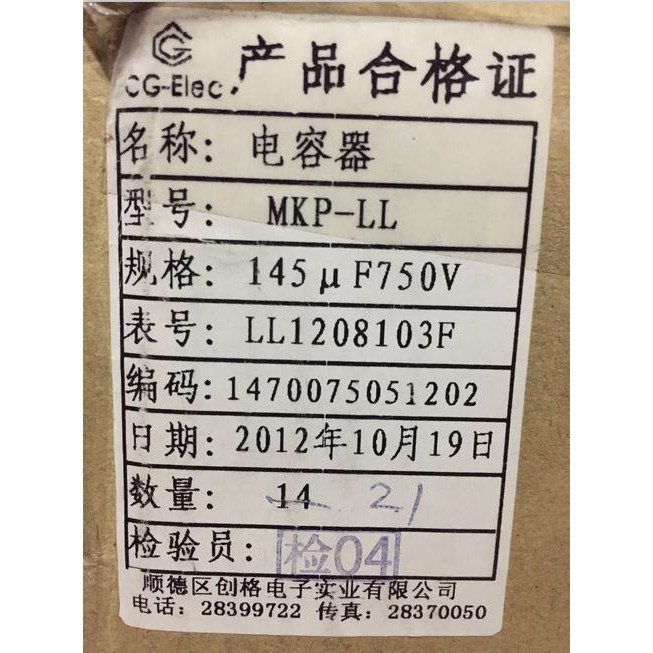 CG-Elec. 产品合格证
名称: 电容器
型号: MKP-LL
规格: 145μF750V
表号: LL1208103F
编码: 1470075051202
日期: 2012年10月19日
数量: 14 21
检验员: 检04
顺德区创格电子实业有限公司
电话: 28399722 传真: 28370050